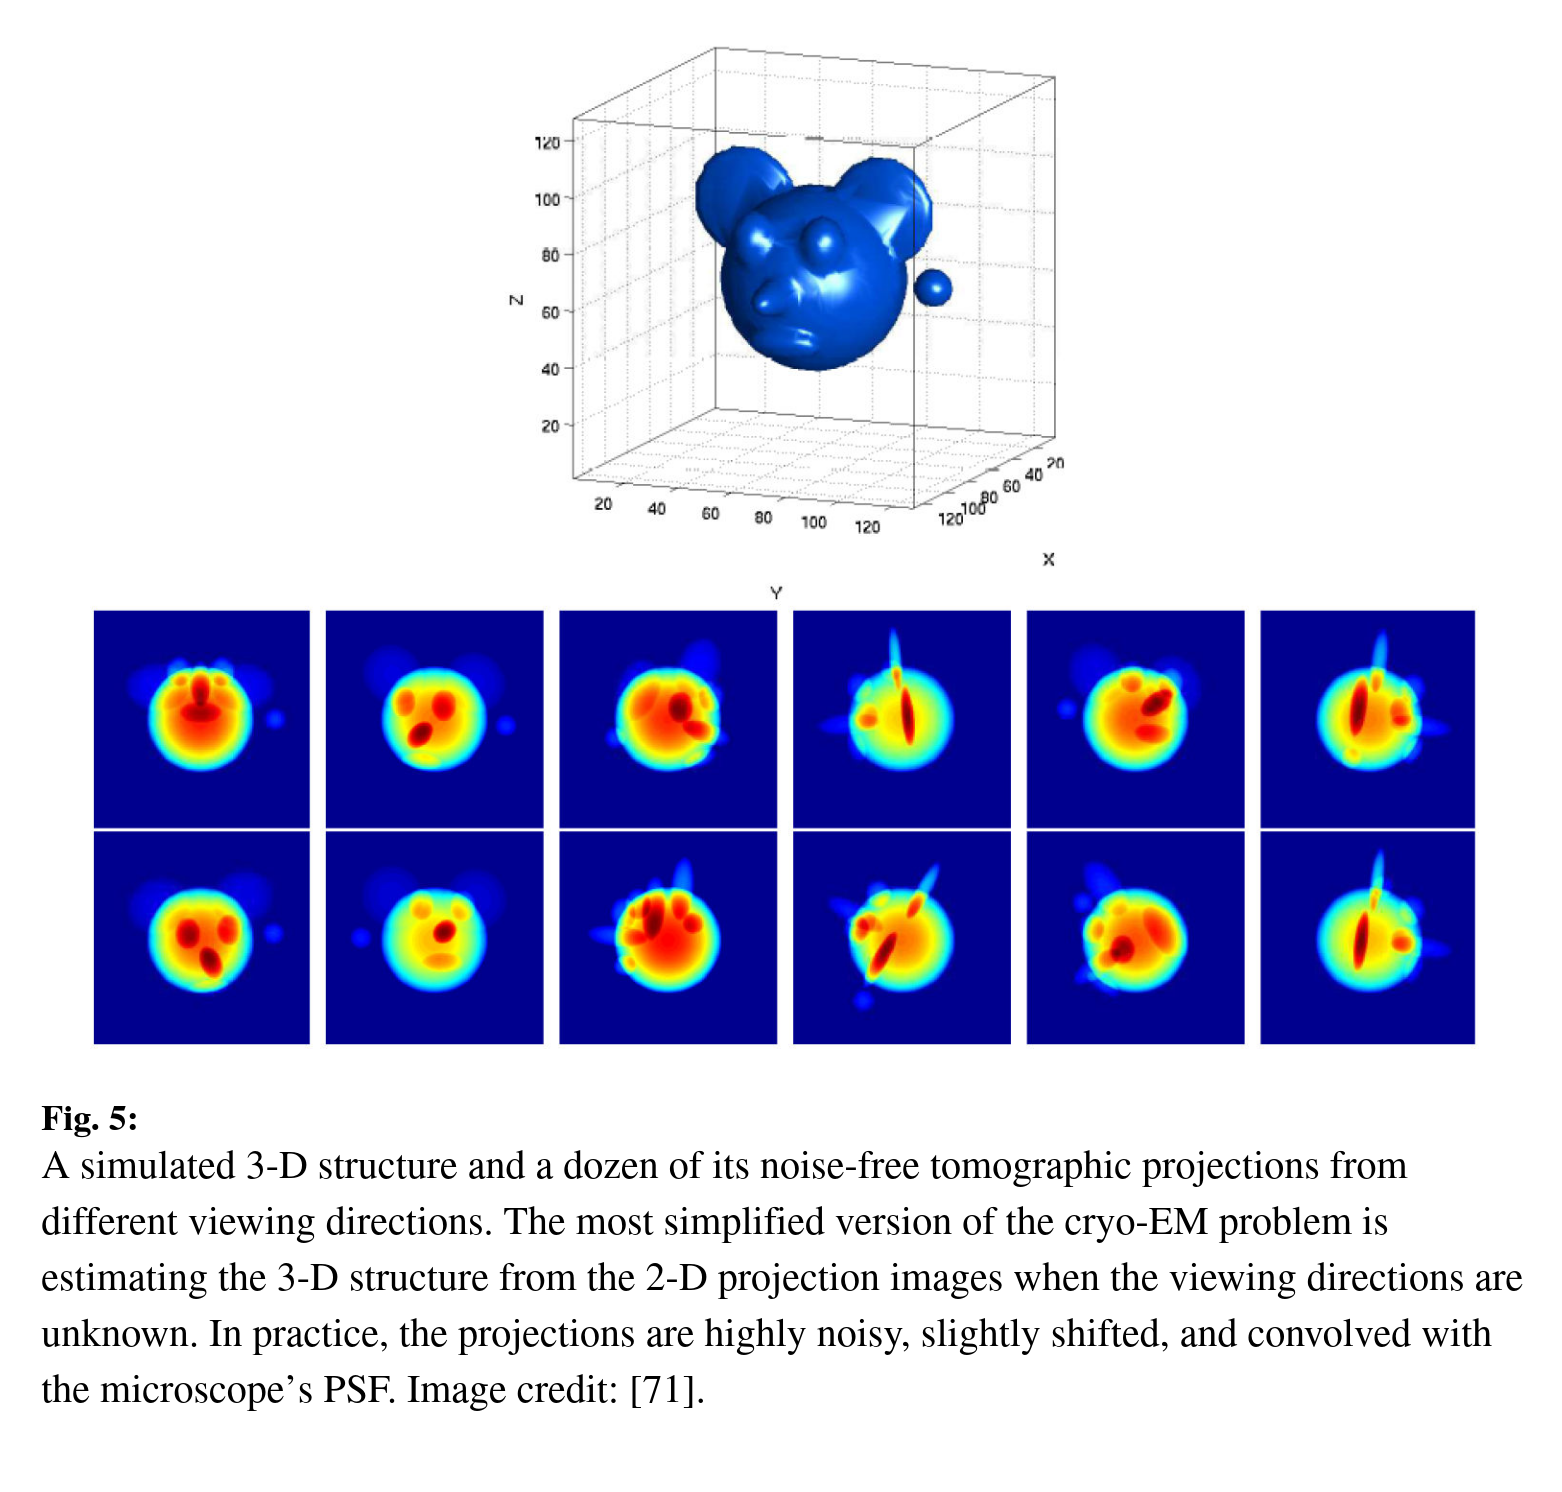 120
100
80
60
40
20
Z
20
40
60
80
100
120
120
100
80
60
40
20
X
Y
Fig. 5:
A simulated 3-D structure and a dozen of its noise-free tomographic projections from
different viewing directions. The most simplified version of the cryo-EM problem is
estimating the 3-D structure from the 2-D projection images when the viewing directions are
unknown. In practice, the projections are highly noisy, slightly shifted, and convolved with
the microscope’s PSF. Image credit: [71].